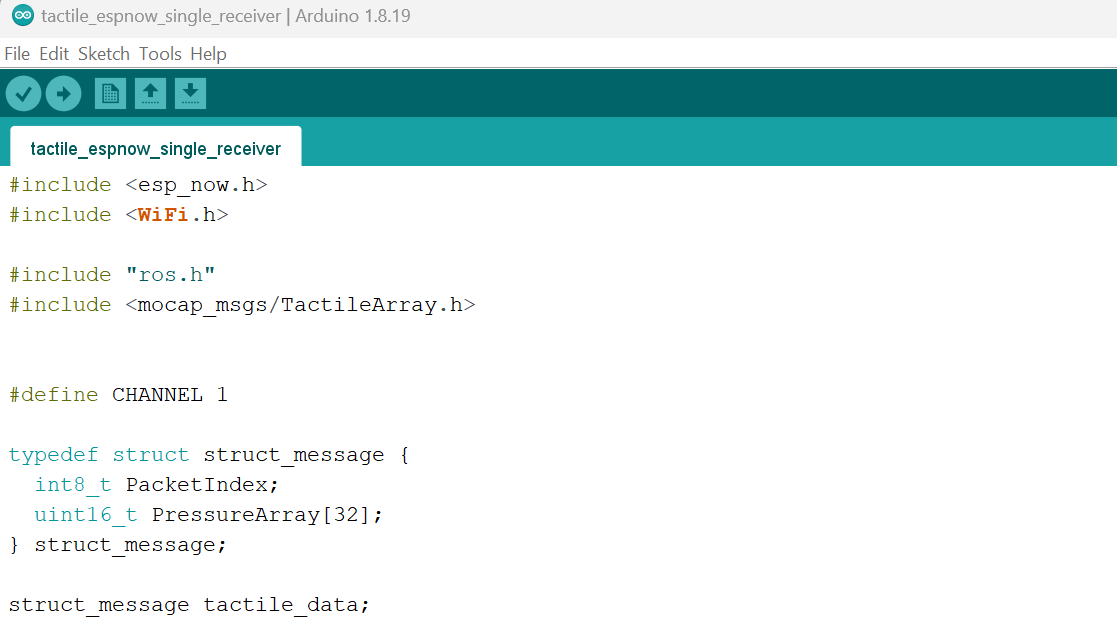 tactile_espnow_single_receiver | Arduino 1.8.19
File Edit Sketch Tools Help
tactile_espnow_single_receiver
#include <esp_now.h>
#include <WiFi.h>
#include "ros.h"
#include <mocap_msgs/TactileArray.h>
#define CHANNEL 1
typedef struct struct_message {
  int8_t PacketIndex;
  uint16_t PressureArray[32];
} struct_message;
struct_message tactile_data;